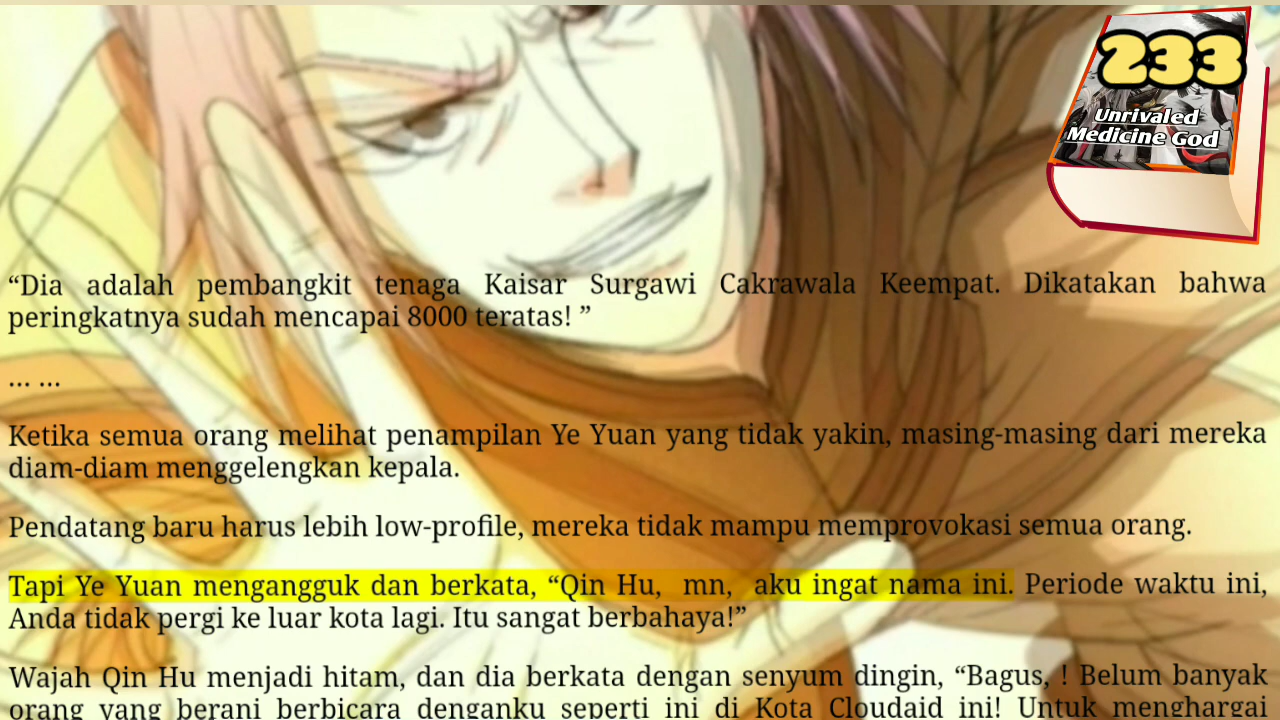 233
Unrivaled
Medicine God
“Dia adalah pembangkit tenaga Kaisar Surgawi Cakrawala Keempat. Dikatakan bahwa
peringkatnya sudah mencapai 8000 teratas! ”
... ...
Ketika semua orang melihat penampilan Ye Yuan yang tidak yakin, masing-masing dari mereka
diam-diam menggelengkan kepala.
Pendatang baru harus lebih low-profile, mereka tidak mampu memprovokasi semua orang.
Tapi Ye Yuan mengangguk dan berkata, “Qin Hu, mn, aku ingat nama ini. Periode waktu ini,
Anda tidak pergi ke luar kota lagi. Itu sangat berbahaya!”
Wajah Qin Hu menjadi hitam, dan dia berkata dengan senyum dingin, “Bagus, ! Belum banyak
orang yang berani berbicara denganku seperti ini di Kota Cloudaid ini! Untuk menghargai